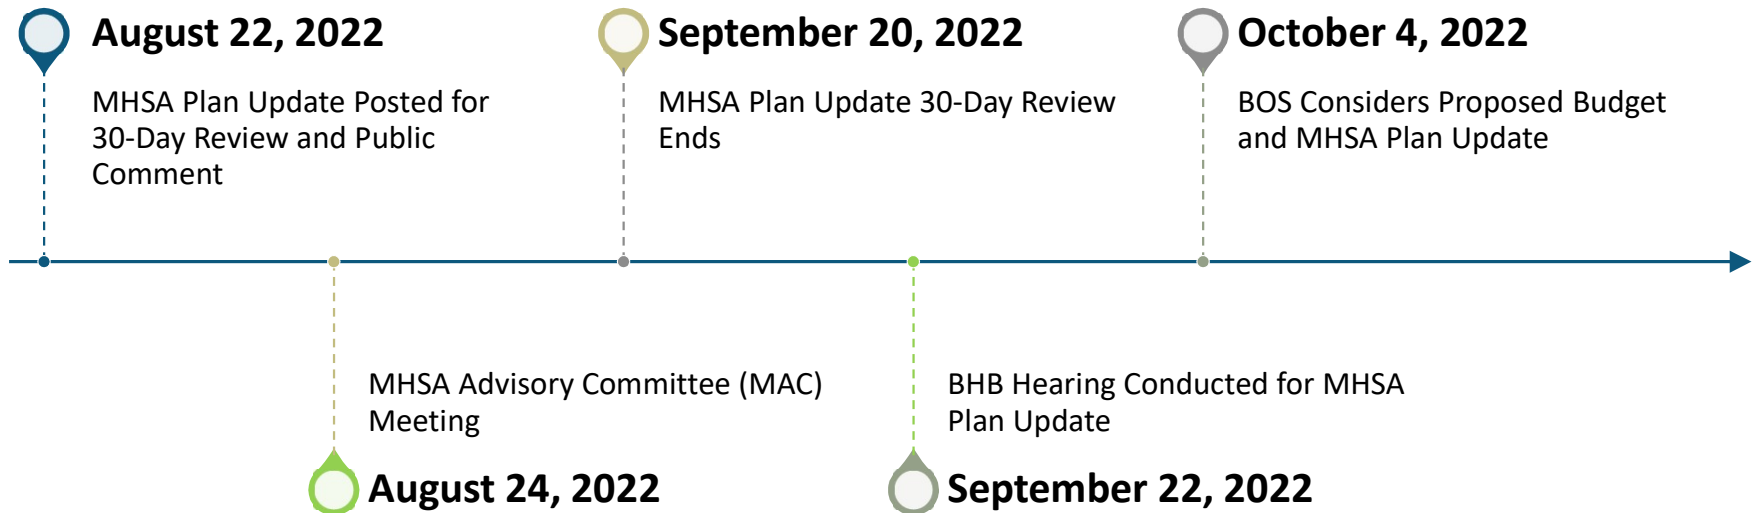 August 22, 2022
MHSA Plan Update Posted for
30-Day Review and Public
Comment
MHSA Advisory Committee (MAC)
Meeting
August 24, 2022
September 20, 2022
MHSA Plan Update 30-Day Review
Ends
BHB Hearing Conducted for MHSA
Plan Update
September 22, 2022
October 4, 2022
BOS Considers Proposed Budget
and MHSA Plan Update